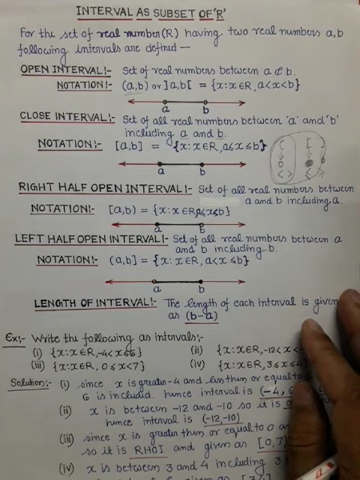 INTERVAL AS SUBSET OF 'R'
For the set of real number (R) having two real numbers a, b
following intervals are defined —
OPEN INTERVAL:- Set of real numbers between a & b.
NOTATION:- (a,b) or ]a,b[ = {x: x∈R, a<x<b}
a b
CLOSE INTERVAL:- Set of all real numbers between 'a' and 'b'
including a and b.
NOTATION:- [a,b] = {x: x∈R, a≤x≤b}
( )
[ ]
< >
a b
RIGHT HALF OPEN INTERVAL:- Set of all real numbers between
a and b including a.
NOTATION:- [a,b) = {x: x∈R, a≤x≤b}
a b
LEFT HALF OPEN INTERVAL:- Set of all real numbers between a
and b including b.
NOTATION:- (a,b] = {x: x∈R, a<x≤b}
a b
LENGTH OF INTERVAL:- The length of each interval is given
as (b-a)
Ex:- Write the following as intervals:-
(i) {x: x∈R, -4<x≤6} (ii) {x: x∈R, -12<x<
(iii) {x: x∈R, 0≤x<7} (iv) {x: x∈R, 3≤x≤4
Solution:- (i) since x is greater -4 and less than or equal to
6 is included. hence interval is (-4, 6
(ii) x is between -12 and -10 so it is
hence interval is (-12,-10)
(iii) since x is greater than or equal to 0 an
so it is RHOI and given as [0,7)
(iv) x is between 3 and 4 including 3